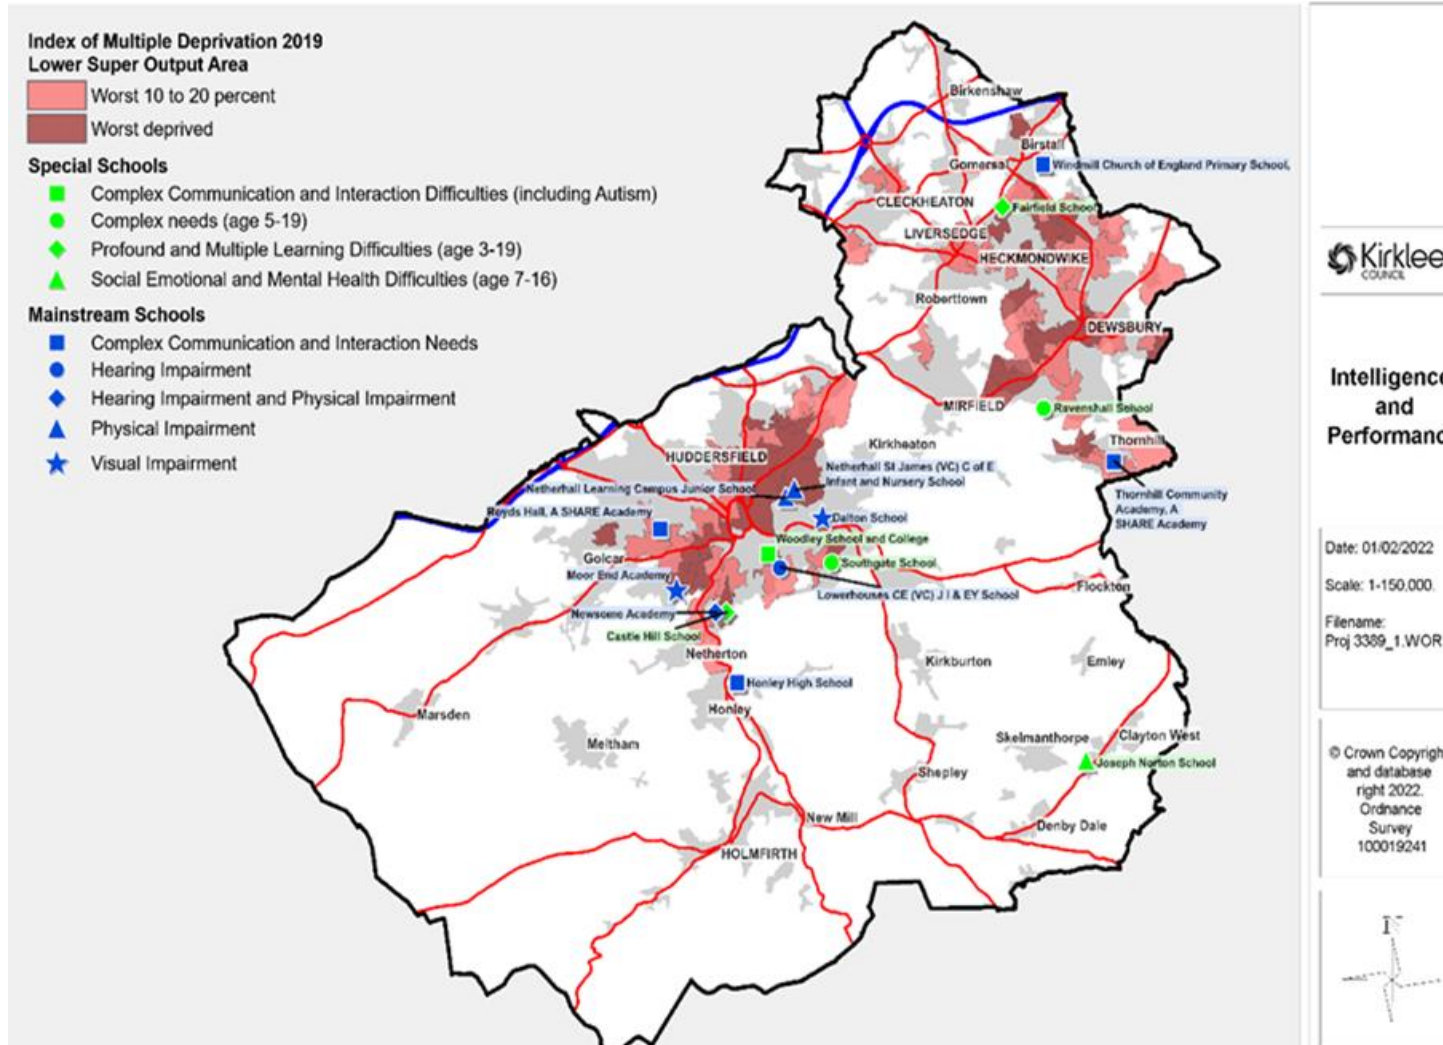 Index of Multiple Deprivation 2019
Lower Super Output Area
Worst 10 to 20 percent
Worst deprived
Special Schools
Complex Communication and Interaction Difficulties (including Autism)
Complex needs (age 5-19)
Profound and Multiple Learning Difficulties (age 3-19)
Social Emotional and Mental Health Difficulties (age 7-16)
Mainstream Schools
Complex Communication and Interaction Needs
Hearing Impairment
Hearing Impairment and Physical Impairment
Physical Impairment
Visual Impairment
Birkenshaw
Birstall
Gomersal
Windmill Church of England Primary School,
CLECKHEATON
Fairfield School
LIVERSEDGE
HECKMONDWIKE
Roberttown
DEWSBURY
MIRFIELD
Ravenshall School
Kirkheaton
Thornhill
HUDDERSFIELD
Netherhall St James (VC) C of E
Infant and Nursery School
Netherhall Learning Campus Junior School
Thornhill Community
Academy, A
SHARE Academy
Royds Hall, A SHARE Academy
Dalton School
Woodley School and College
Golcar
Southgate School
Moor End Academy
Lowerhouses CE (VC) J I & EY School
Flockton
Newsome Academy
Castle Hill School
Netherton
Kirkburton
Emley
Honley High School
Honley
Marsden
Meltham
Skelmanthorpe
Clayton West
Joseph Norton School
Shepley
New Mill
Denby Dale
HOLMFIRTH
Kirklee
COUNCIL
Intelligence
and
Performanc
Date: 01/02/2022
Scale: 1-150,000.
Filename:
Proj 3389_1.WOR
© Crown Copyrigh
and database
right 2022.
Ordnance
Survey
100019241